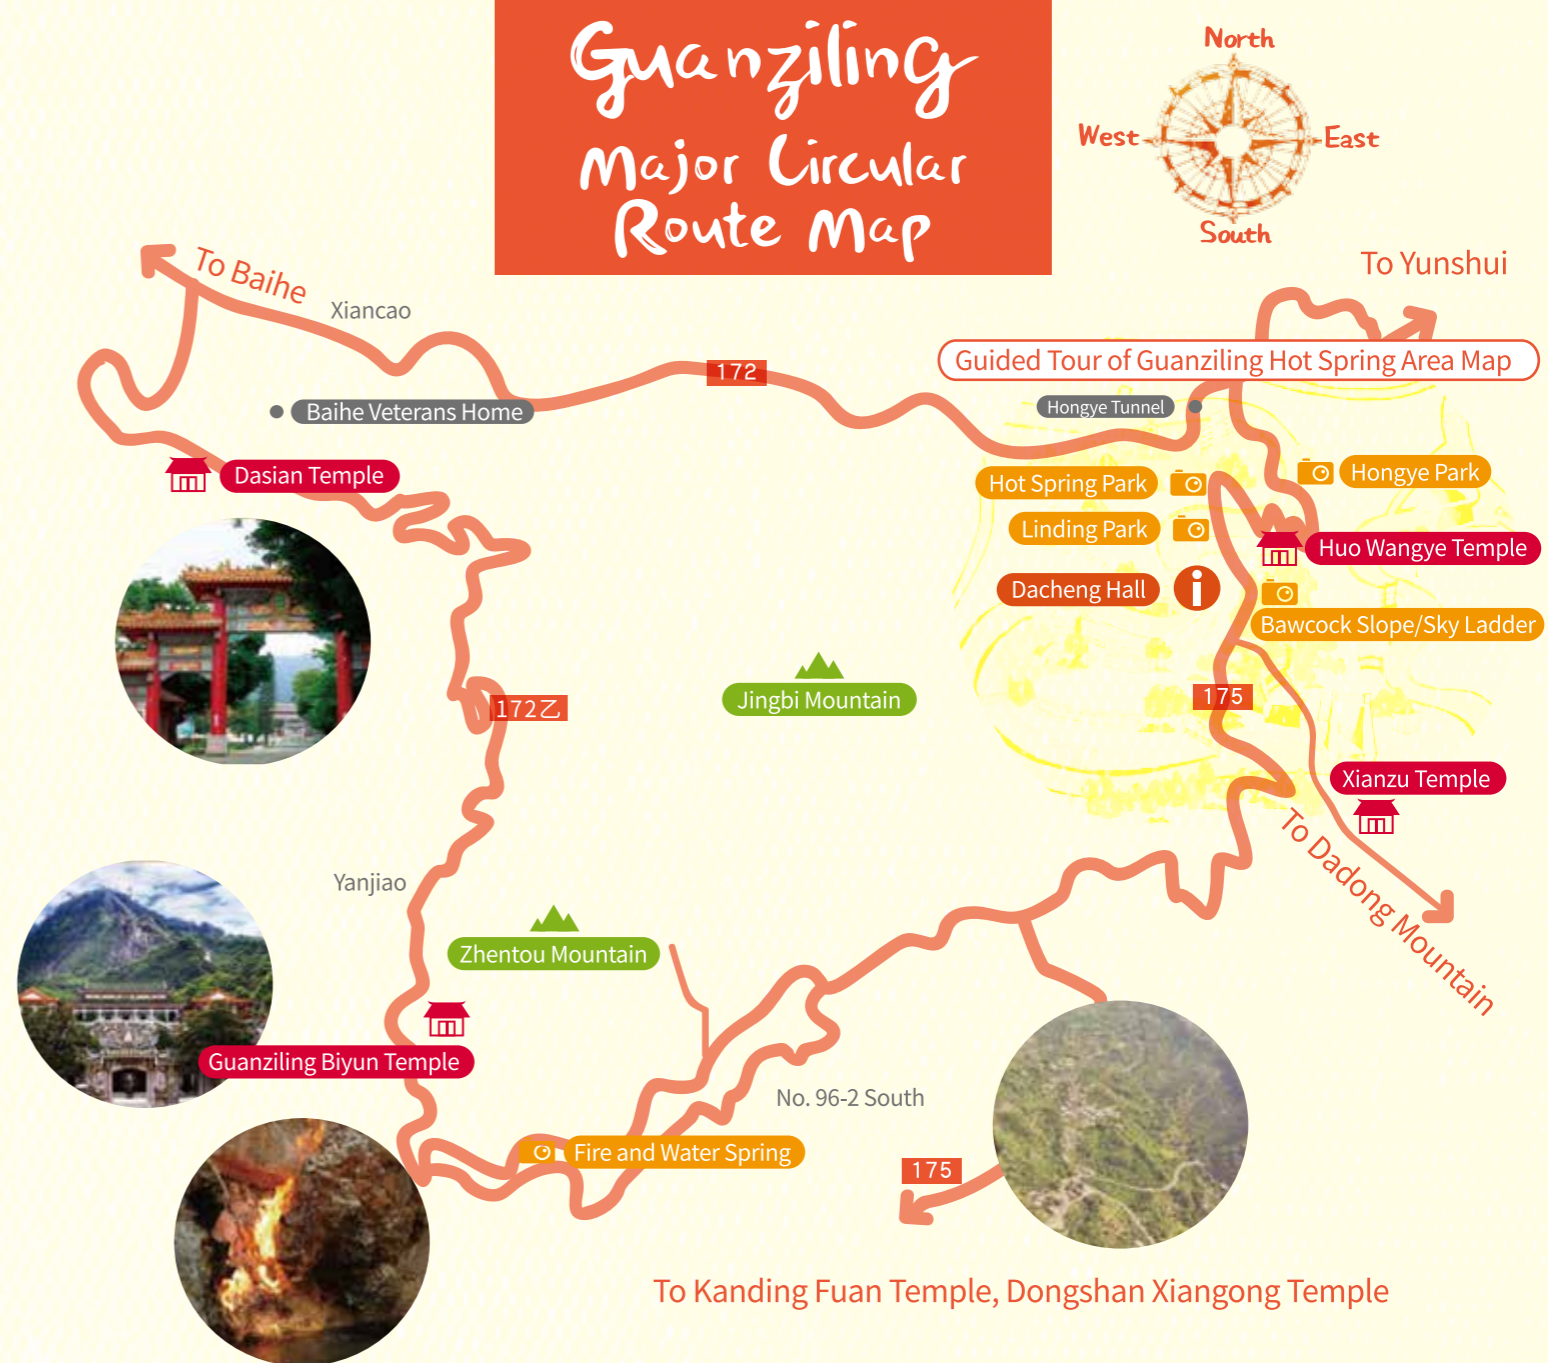 Guanziling
Major Circular
Route Map
North
West
East
South
To Yunshui
To Baihe
Xiancao
172
Guided Tour of Guanziling Hot Spring Area Map
Baihe Veterans Home
Hongye Tunnel
Dasian Temple
Hot Spring Park
Hongye Park
Linding Park
Huo Wangye Temple
Dacheng Hall
i
Bawcock Slope/Sky Ladder
Jingbi Mountain
172乙
175
Xianzu Temple
To Dadong Mountain
Yanjiao
Zhentou Mountain
Guanziling Biyun Temple
No. 96-2 South
Fire and Water Spring
175
To Kanding Fuan Temple, Dongshan Xiangong Temple